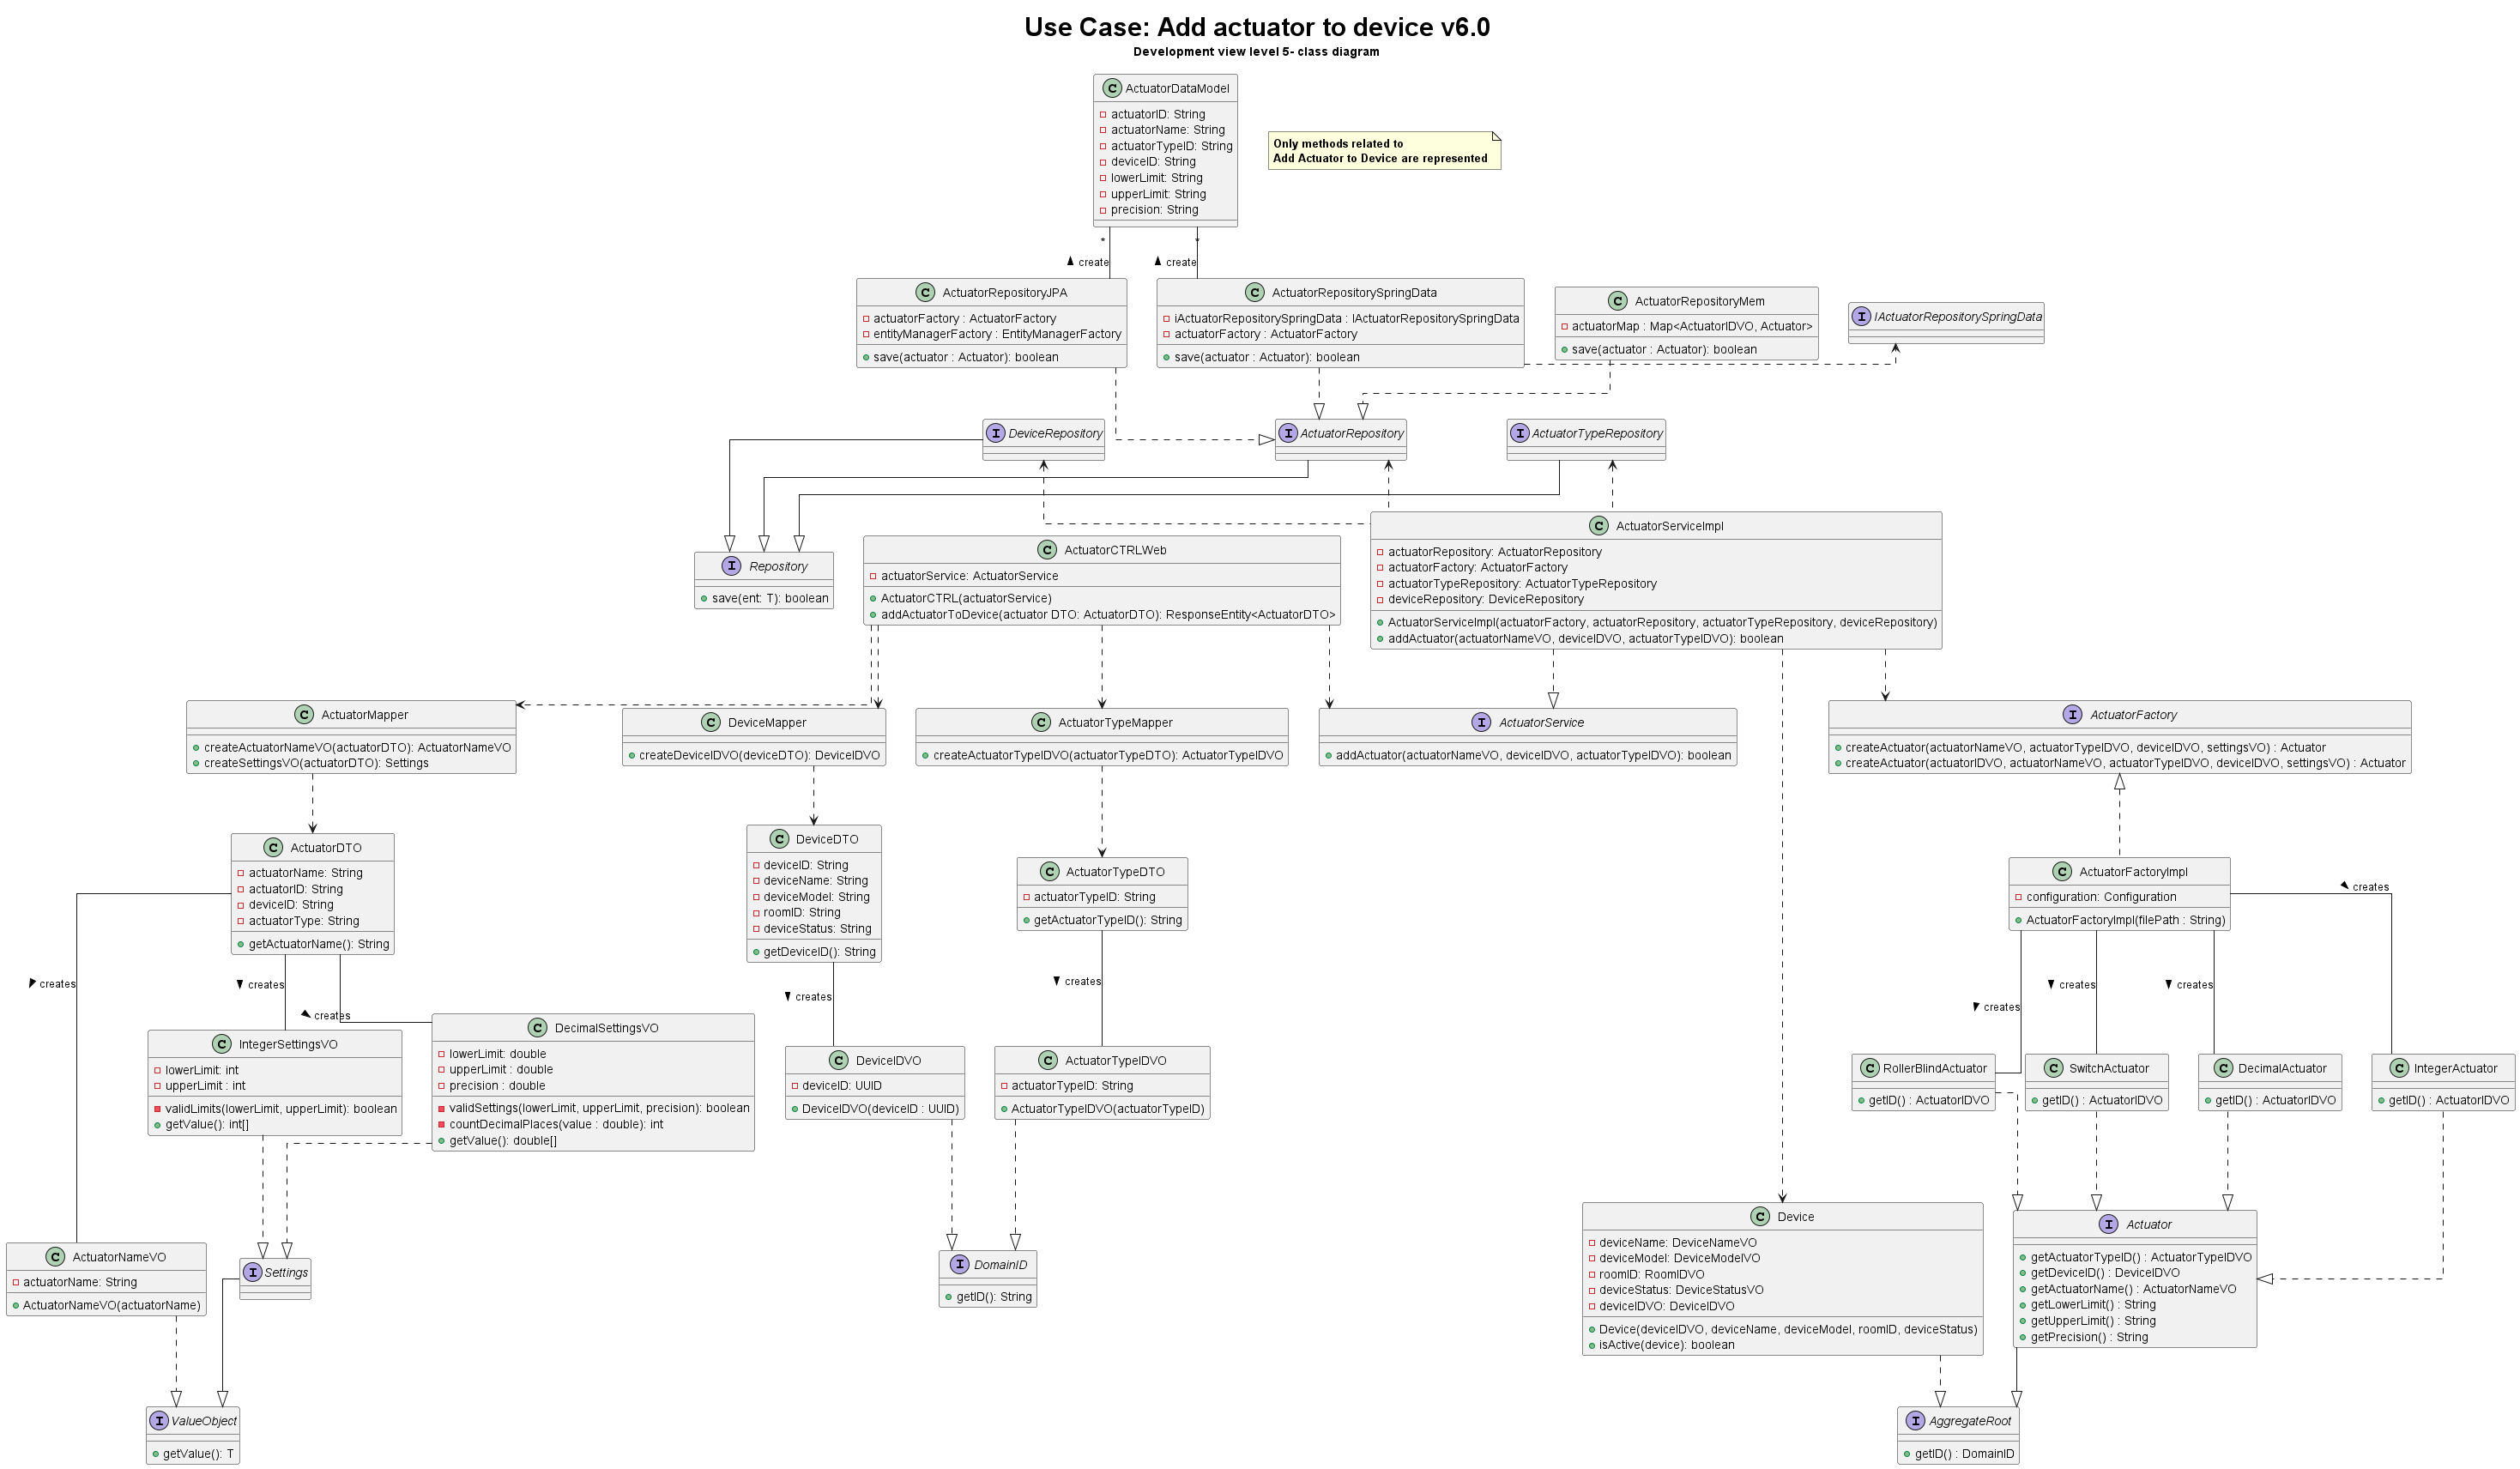 Use Case: Add actuator to device v6.0
Development view level 5- class diagram
C ActuatorDataModel
actuatorID: String
actuatorName: String
actuatorTypeID: String
deviceID: String
lowerLimit: String
upperLimit: String
precision: String
Only methods related to
Add Actuator to Device are represented
*
*
create
create
C ActuatorRepositoryJPA
actuatorFactory : ActuatorFactory
entityManagerFactory : EntityManagerFactory
save(actuator : Actuator): boolean
C ActuatorRepositorySpringData
iActuatorRepositorySpringData : IActuatorRepositorySpringData
actuatorFactory : ActuatorFactory
save(actuator : Actuator): boolean
C ActuatorRepositoryMem
actuatorMap : Map<ActuatorIDVO, Actuator>
save(actuator : Actuator): boolean
I IActuatorRepositorySpringData
I DeviceRepository
I ActuatorRepository
I ActuatorTypeRepository
I Repository
save(ent: T): boolean
C ActuatorCTRLWeb
actuatorService: ActuatorService
ActuatorCTRL(actuatorService)
addActuatorToDevice(actuator DTO: ActuatorDTO): ResponseEntity<ActuatorDTO>
C ActuatorServiceImpl
actuatorRepository: ActuatorRepository
actuatorFactory: ActuatorFactory
actuatorTypeRepository: ActuatorTypeRepository
deviceRepository: DeviceRepository
ActuatorServiceImpl(actuatorFactory, actuatorRepository, actuatorTypeRepository, deviceRepository)
addActuator(actuatorNameVO, deviceIDVO, actuatorTypeIDVO): boolean
C ActuatorMapper
createActuatorNameVO(actuatorDTO): ActuatorNameVO
createSettingsVO(actuatorDTO): Settings
C DeviceMapper
createDeviceIDVO(deviceDTO): DeviceIDVO
C ActuatorTypeMapper
createActuatorTypeIDVO(actuatorTypeDTO): ActuatorTypeIDVO
I ActuatorService
addActuator(actuatorNameVO, deviceIDVO, actuatorTypeIDVO): boolean
I ActuatorFactory
createActuator(actuatorNameVO, actuatorTypeIDVO, deviceIDVO, settingsVO) : Actuator
createActuator(actuatorIDVO, actuatorNameVO, actuatorTypeIDVO, deviceIDVO, settingsVO) : Actuator
C ActuatorDTO
actuatorName: String
actuatorID: String
deviceID: String
actuatorType: String
getActuatorName(): String
C DeviceDTO
deviceID: String
deviceName: String
deviceModel: String
roomID: String
deviceStatus: String
getDeviceID(): String
C ActuatorTypeDTO
actuatorTypeID: String
getActuatorTypeID(): String
C ActuatorFactoryImpl
configuration: Configuration
ActuatorFactoryImpl(filePath : String)
creates
creates
creates
creates
creates
creates
creates
creates
creates
C IntegerSettingsVO
lowerLimit: int
upperLimit : int
validLimits(lowerLimit, upperLimit): boolean
getValue(): int[]
C DecimalSettingsVO
lowerLimit: double
upperLimit : double
precision : double
validSettings(lowerLimit, upperLimit, precision): boolean
countDecimalPlaces(value : double): int
getValue(): double[]
C DeviceIDVO
deviceID: UUID
DeviceIDVO(deviceID : UUID)
C ActuatorTypeIDVO
actuatorTypeID: String
ActuatorTypeIDVO(actuatorTypeID)
C RollerBlindActuator
getID() : ActuatorIDVO
C SwitchActuator
getID() : ActuatorIDVO
C DecimalActuator
getID() : ActuatorIDVO
C IntegerActuator
getID() : ActuatorIDVO
C ActuatorNameVO
actuatorName: String
ActuatorNameVO(actuatorName)
I Settings
I DomainID
getID(): String
C Device
deviceName: DeviceNameVO
deviceModel: DeviceModelVO
roomID: RoomIDVO
deviceStatus: DeviceStatusVO
deviceIDVO: DeviceIDVO
Device(deviceIDVO, deviceName, deviceModel, roomID, deviceStatus)
isActive(device): boolean
I Actuator
getActuatorTypeID() : ActuatorTypeIDVO
getDeviceID() : DeviceIDVO
getActuatorName() : ActuatorNameVO
getLowerLimit() : String
getUpperLimit() : String
getPrecision() : String
I ValueObject
getValue(): T
I AggregateRoot
getID() : DomainID